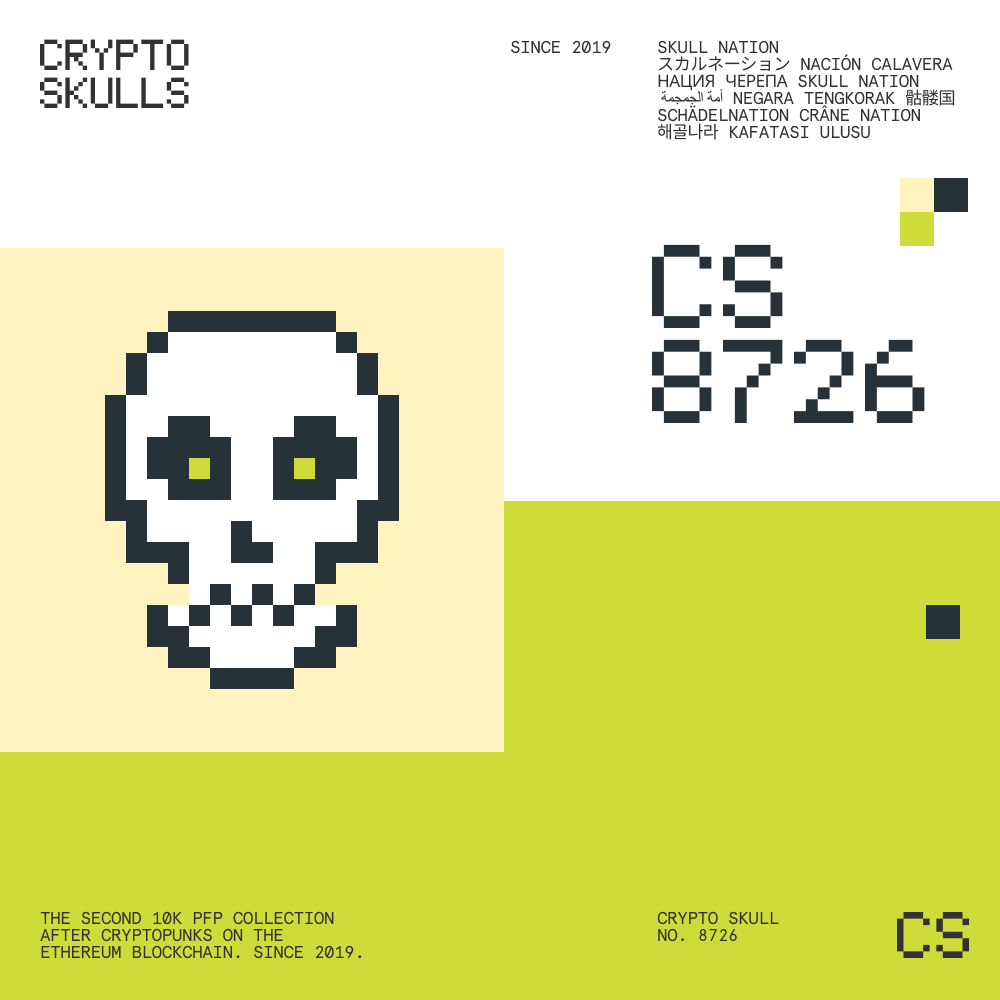 CRYPTO
SKULLS
SINCE 2019
SKULL NATION
スカルネーション NACIÓN CALAVERA
НАЦИЯ ЧЕРЕПА SKULL NATION
أمة الجمجمة NEGARA TENGKORAK 骷髅国
SCHÄDELNATION CRÂNE NATION
해골나라 KAFATASI ULUSU
CS
8726
THE SECOND 10K PFP COLLECTION
AFTER CRYPTOPUNKS ON THE
ETHEREUM BLOCKCHAIN. SINCE 2019.
CRYPTO SKULL
NO. 8726
CS